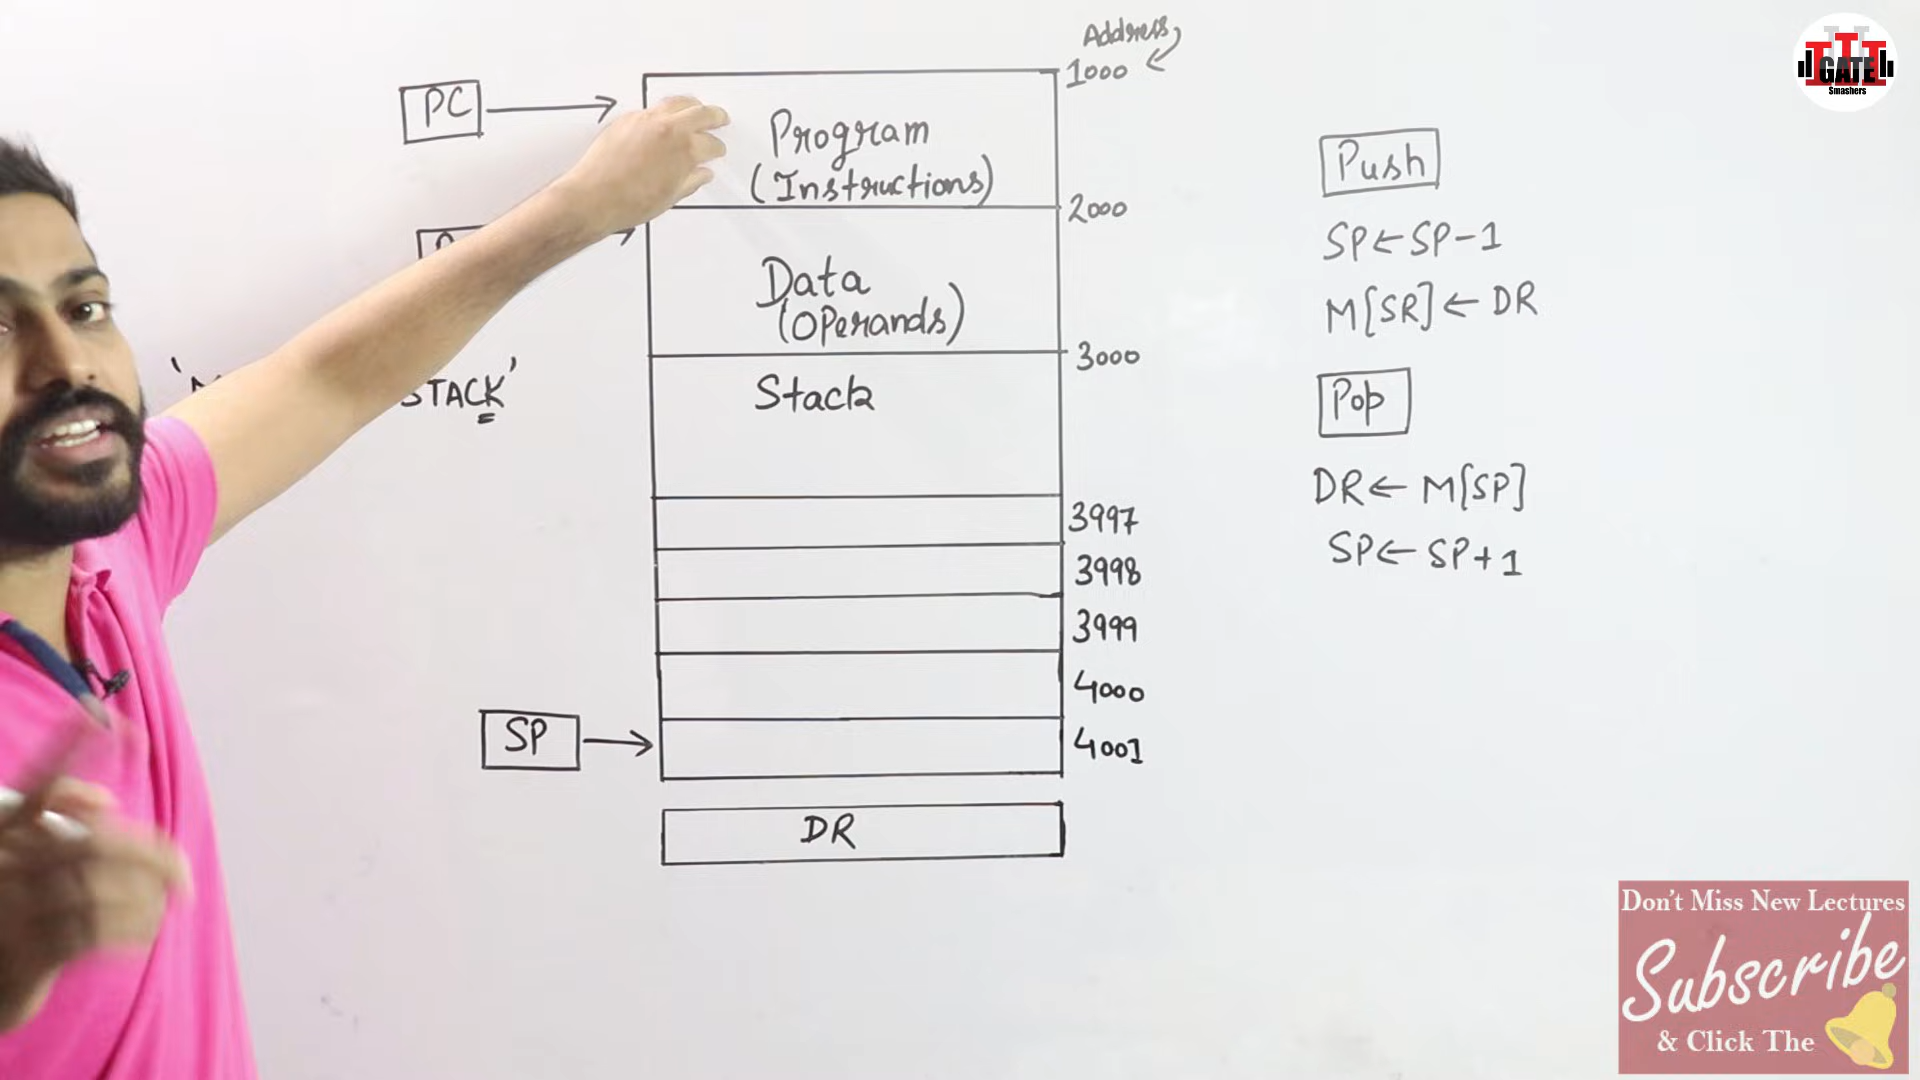 Address
PC
1000
Program
(Instructions)
2000
Data
(Operands)
3000
STACK'
Stack
3997
3998
3999
4000
SP
4001
DR
Push
SP←SP-1
M[SR]←DR
Pop
DR←M[SP]
SP←SP+1
GATE
Smashers
Don't Miss New Lectures
Subscribe
& Click The